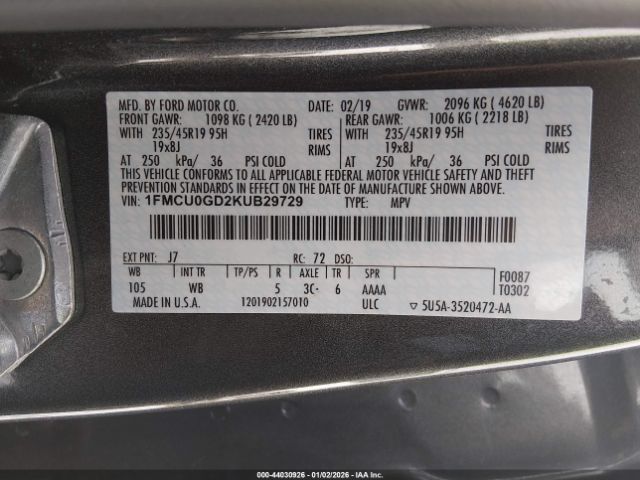 MFD. BY FORD MOTOR CO. DATE: 02/19 GVWR: 2096 KG ( 4620 LB)
FRONT GAWR: 1098 KG ( 2420 LB) REAR GAWR: 1006 KG ( 2218 LB)
WITH 235/45R19 95H TIRES WITH 235/45R19 95H TIRES
19x8J RIMS 19x8J RIMS
AT 250 kPa/ 36 PSI COLD AT 250 kPa/ 36 PSI COLD
THIS VEHICLE CONFORMS TO ALL APPLICABLE FEDERAL MOTOR VEHICLE SAFETY AND
THEFT PREVENTION STANDARDS IN EFFECT ON THE DATE OF MANUFACTURE SHOWN ABOVE.
VIN: 1FMCU0GD2KUB29729 TYPE: MPV
EXT PNT: J7 RC: 72 DSO:
WB INT TR TP/PS R AXLE TR SPR F0087
105 WB 5 3C- 6 AAAA T0302
MADE IN U.S.A. 1201902157010 ULC ▽ 5U5A-3520472-AA
000-44030926 - 01/02/2026 - IAA Inc.